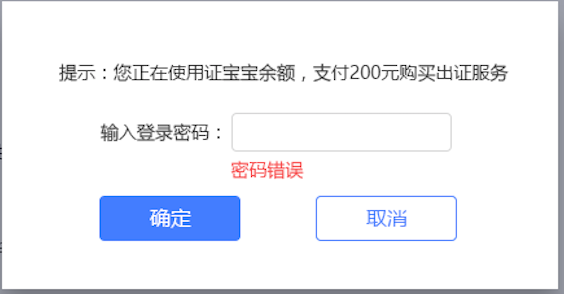 提示：您正在使用证宝宝余额，支付200元购买出证服务
输入登录密码：
密码错误
确定
取消